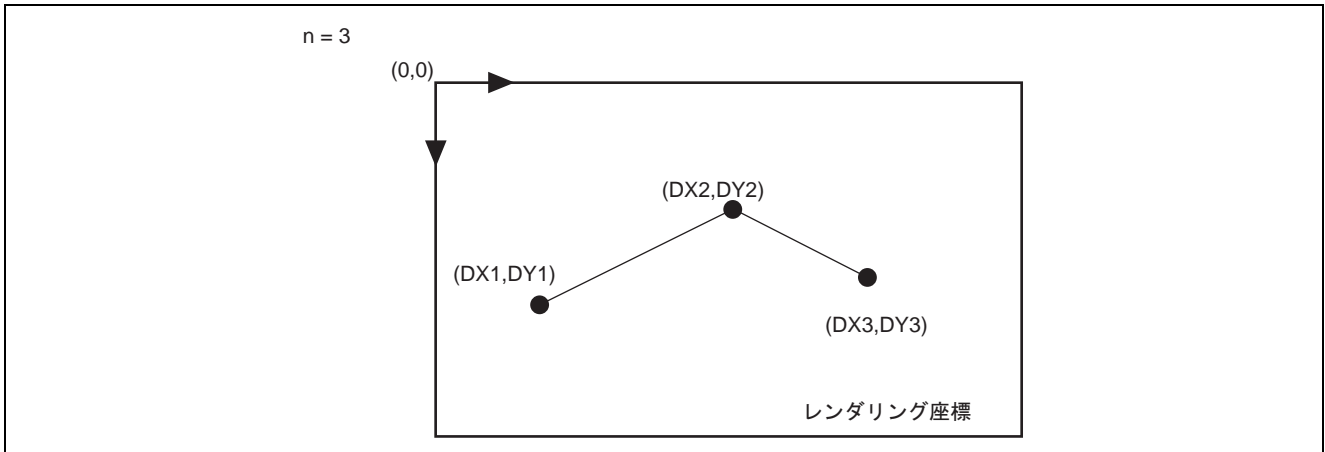 n = 3
(0,0)
(DX2,DY2)
(DX1,DY1)
(DX3,DY3)
レンダリング座標